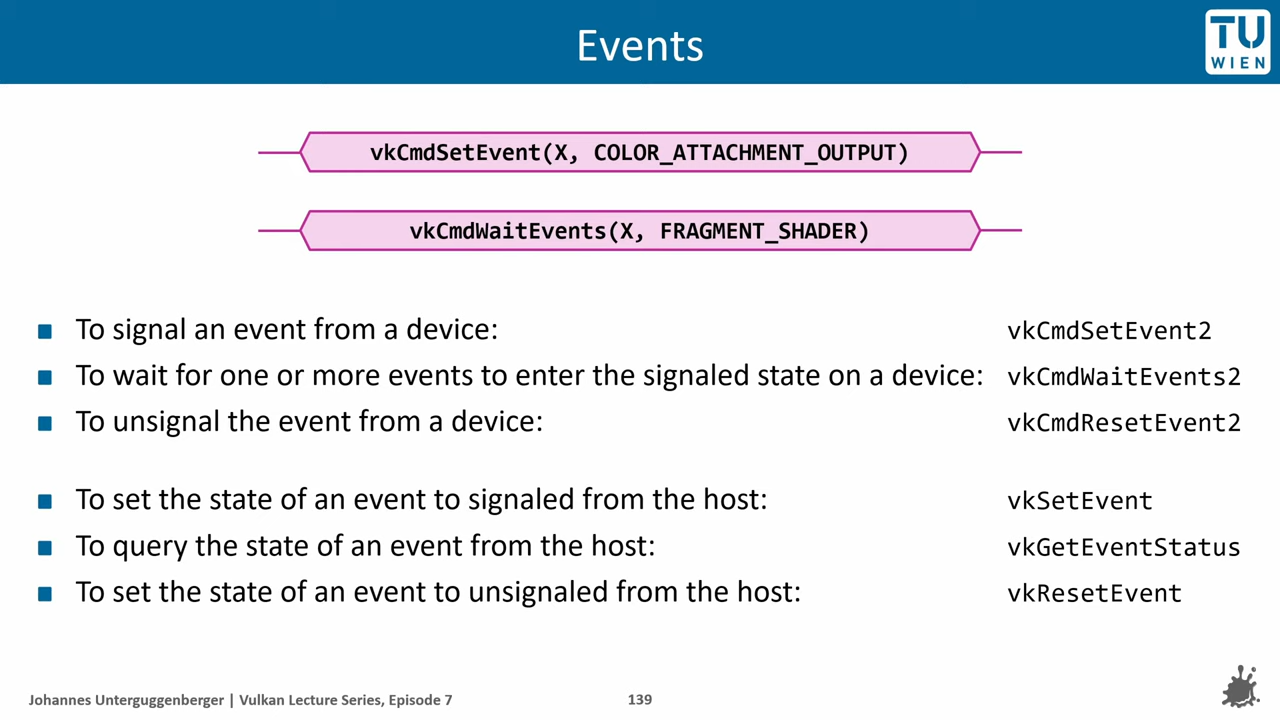 Events
TU
WIEN
vkCmdSetEvent(X, COLOR_ATTACHMENT_OUTPUT)
vkCmdWaitEvents(X, FRAGMENT_SHADER)
To signal an event from a device: vkCmdSetEvent2
To wait for one or more events to enter the signaled state on a device: vkCmdWaitEvents2
To unsignal the event from a device: vkCmdResetEvent2
To set the state of an event to signaled from the host: vkSetEvent
To query the state of an event from the host: vkGetEventStatus
To set the state of an event to unsignaled from the host: vkResetEvent
Johannes Unterguggenberger | Vulkan Lecture Series, Episode 7 139